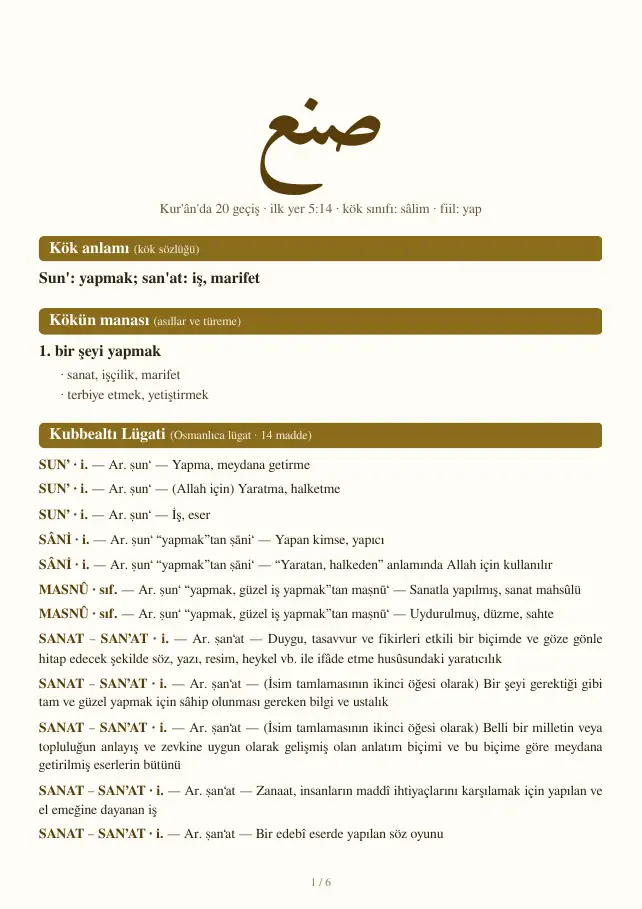 صنع
Kur'ân'da 20 geçiş · ilk yer 5:14 · kök sınıfı: sâlim · fiil: yap
Kök anlamı (kök sözlüğü)
Sun': yapmak; san'at: iş, marifet
Kökün manası (asıllar ve türeme)
1. bir şeyi yapmak
· sanat, işçilik, marifet
· terbiye etmek, yetiştirmek
Kubbealtı Lügati (Osmanlıca lügat · 14 madde)
SUN’ · i. — Ar. ṣun‘ — Yapma, meydana getirme
SUN’ · i. — Ar. ṣun‘ — (Allah için) Yaratma, halketme
SUN’ · i. — Ar. ṣun‘ — İş, eser
SÂNİ · i. — Ar. ṣun‘ “yapmak”tan ṣāni‘ — Yapan kimse, yapıcı
SÂNİ · i. — Ar. ṣun‘ “yapmak”tan ṣāni‘ — “Yaratan, halkeden” anlamında Allah için kullanılır
MASNÛ · sıf. — Ar. ṣun‘ “yapmak, güzel iş yapmak”tan maṣnū‘ — Sanatla yapılmış, sanat mahsûlü
MASNÛ · sıf. — Ar. ṣun‘ “yapmak, güzel iş yapmak”tan maṣnū‘ — Uydurulmuş, düzme, sahte
SANAT – SAN’AT · i. — Ar. ṣan‘at — Duygu, tasavvur ve fikirleri etkili bir biçimde ve göze gönle
hitap edecek şekilde söz, yazı, resim, heykel vb. ile ifâde etme husûsundaki yaratıcılık
SANAT – SAN’AT · i. — Ar. ṣan‘at — (İsim tamlamasının ikinci öğesi olarak) Bir şeyi gerektiği gibi
tam ve güzel yapmak için sâhip olunması gereken bilgi ve ustalık
SANAT – SAN’AT · i. — Ar. ṣan‘at — (İsim tamlamasının ikinci öğesi olarak) Belli bir milletin veya
topluluğun anlayış ve zevkine uygun olarak gelişmiş olan anlatım biçimi ve bu biçime göre meydana
getirilmiş eserlerin bütünü
SANAT – SAN’AT · i. — Ar. ṣan‘at — Zanaat, insanların maddî ihtiyaçlarını karşılamak için yapılan ve
el emeğine dayanan iş
SANAT – SAN’AT · i. — Ar. ṣan‘at — Bir edebî eserde yapılan söz oyunu
1 / 6